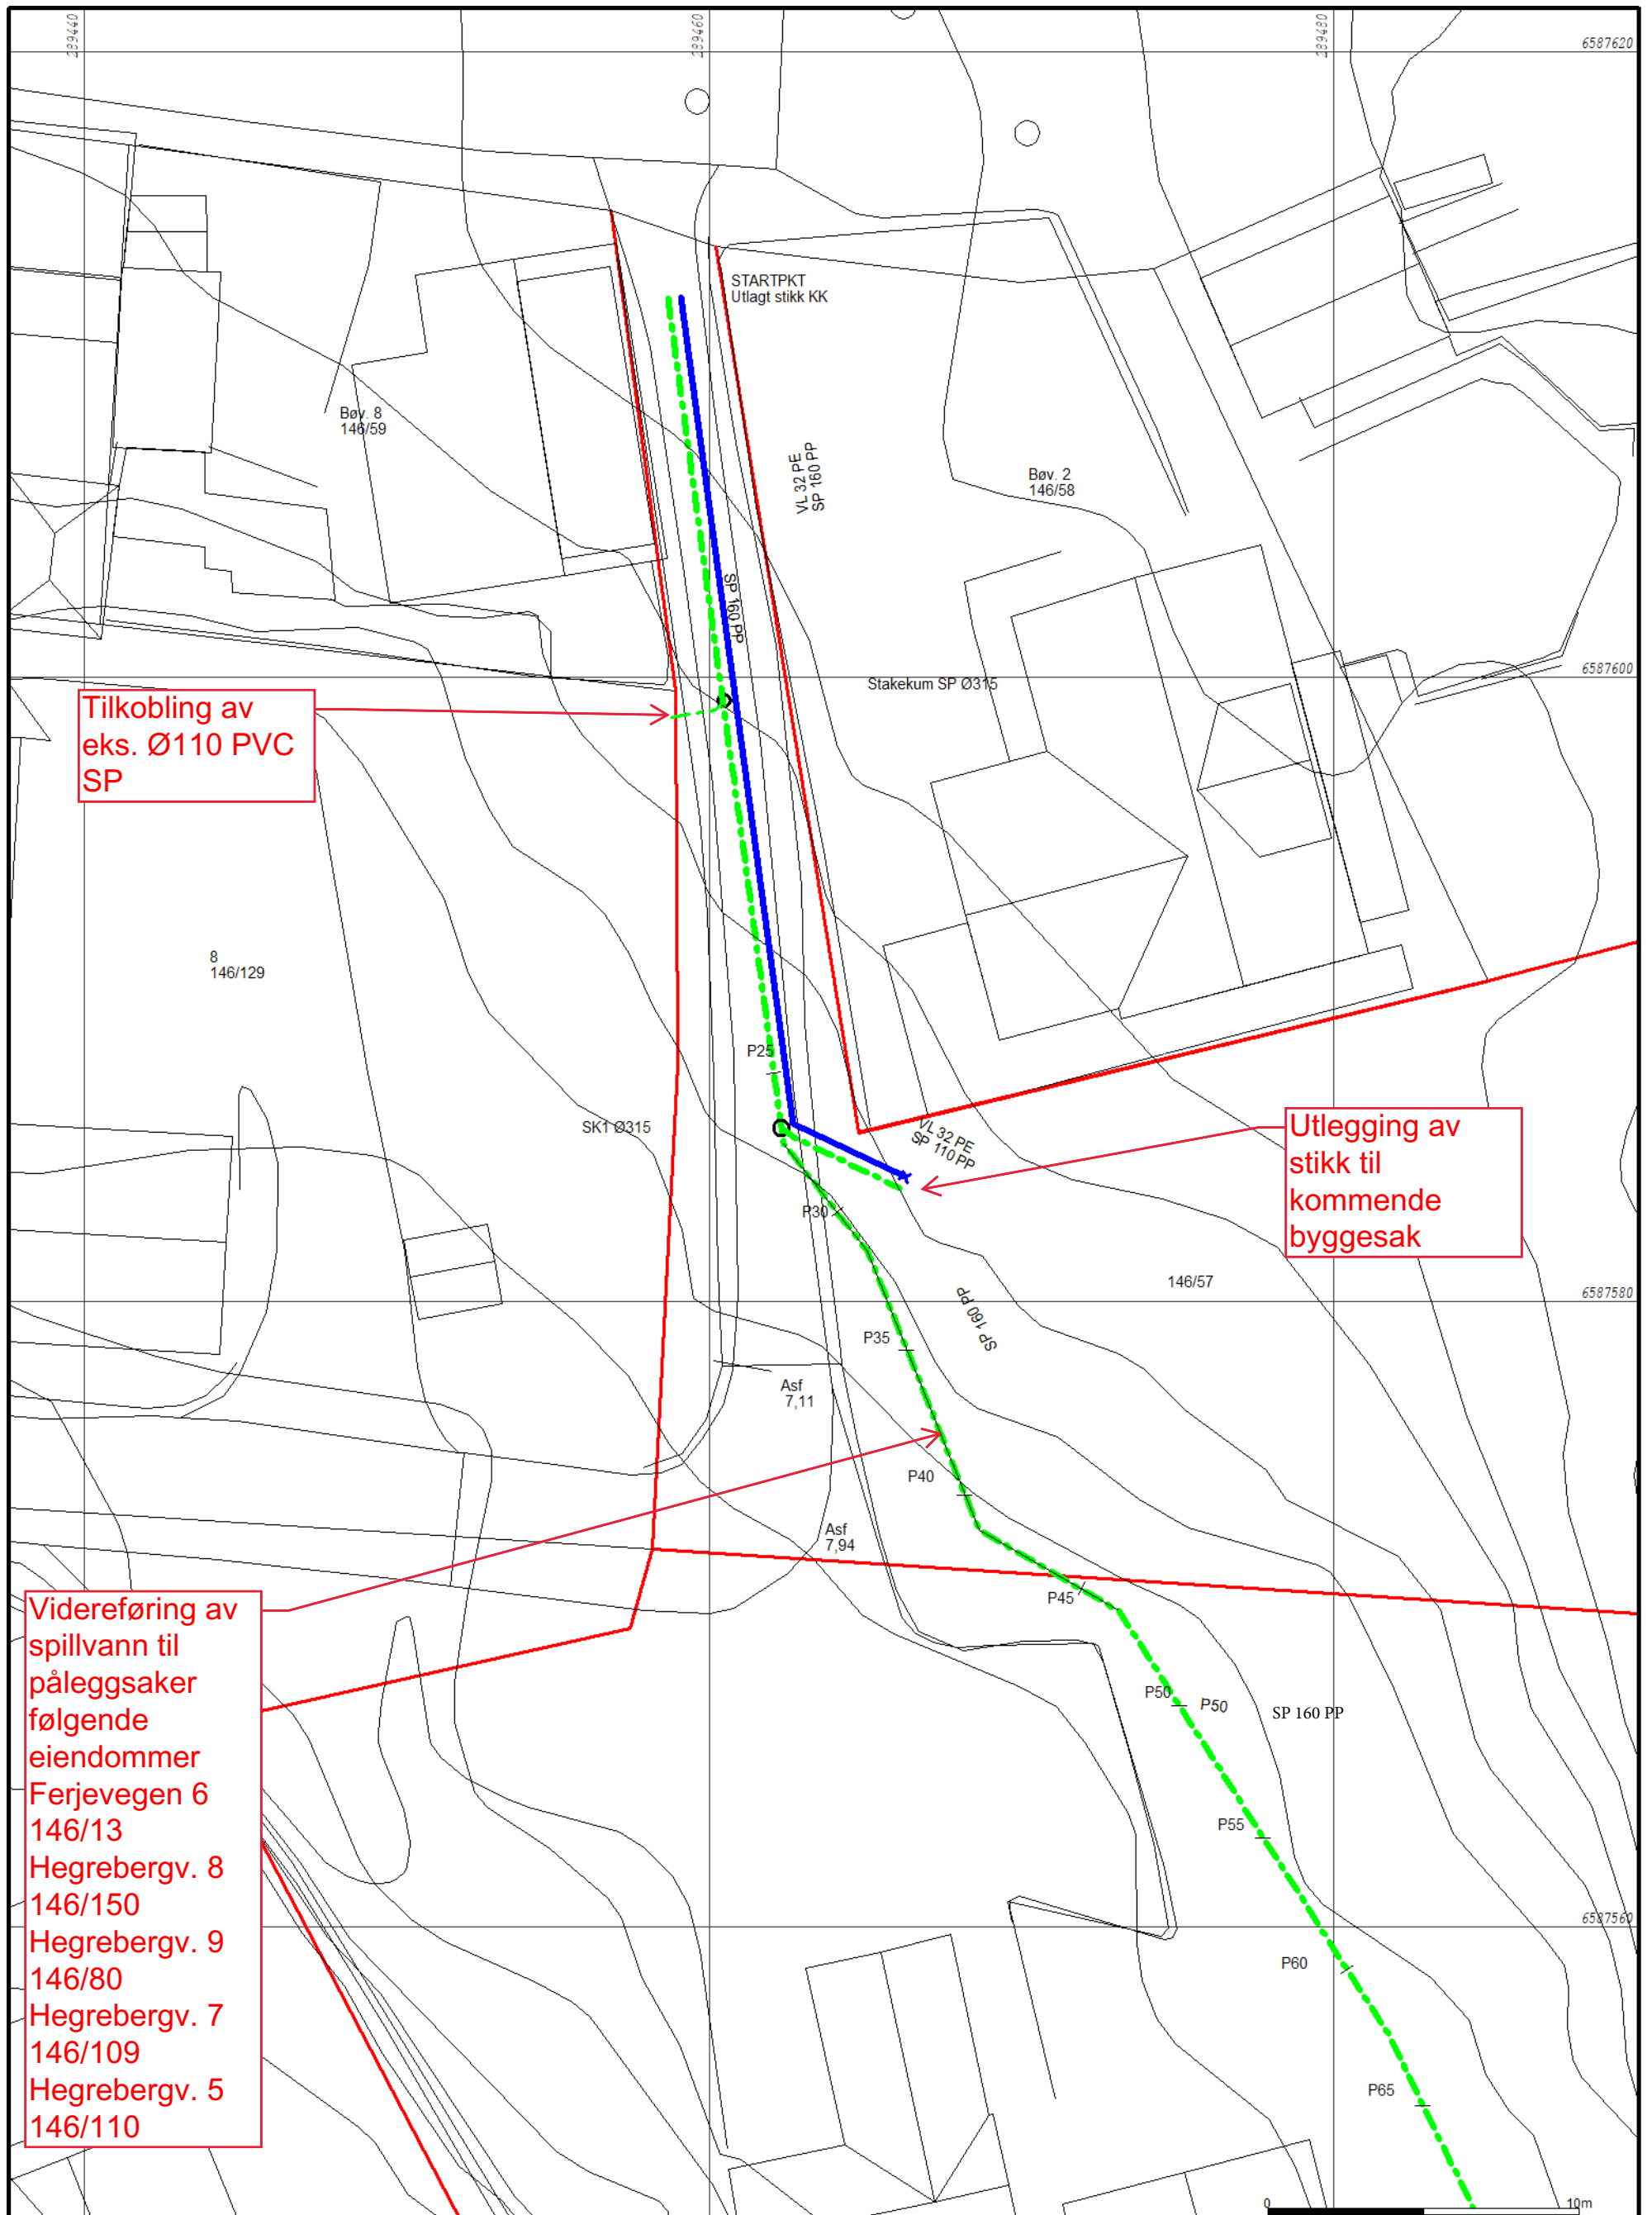 289440
289460
289480
6587620
STARTPKT
Utlagt stikk KK
Bøv. 8
146/59
VL 32 PE
SP 160 PP
Bøv. 2
146/58
SP 160 PP
6587600
Stakekum SP Ø315
Tilkobling av
eks. Ø110 PVC
SP
8
146/129
P25
SK1 Ø315
VL 32 PE
SP 110 PP
Utlegging av
stikk til
kommende
byggesak
P30
146/57
6587580
SP 160 PP
P35
Asf
7,11
P40
Asf
7,94
P45
Videreføring av
spillvann til
påleggsaker
følgende
eiendommer
Ferjevegen 6
146/13
Hegrebergv. 8
146/150
Hegrebergv. 9
146/80
Hegrebergv. 7
146/109
Hegrebergv. 5
146/110
P50
P50
SP 160 PP
P55
6587560
P60
P65
0
10m